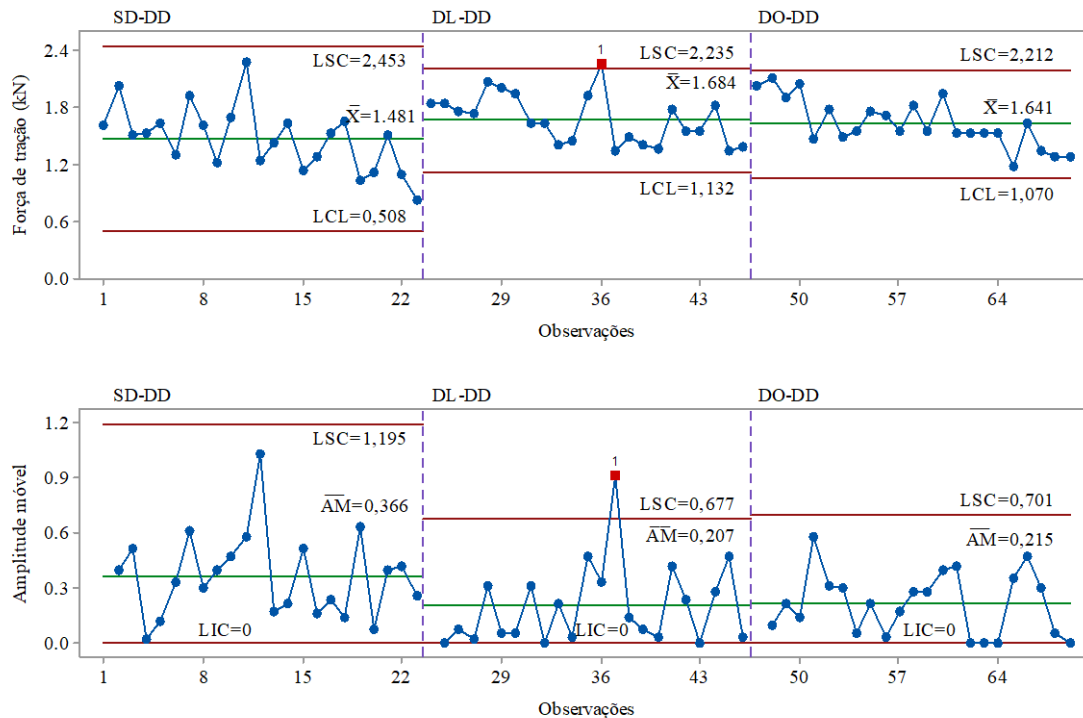 SD-DD DL-DD DO-DD
Força de tração (kN)
2.4
1.8
1.2
0.6
0.0
LSC=2,453
X̅=1.481
LCL=0,508
1
LSC=2,235
X̅=1.684
LCL=1,132
LSC=2,212
X̅=1.641
LCL=1,070
1 8 15 22 29 36 43 50 57 64
Observações
SD-DD DL-DD DO-DD
Amplitude móvel
1.2
0.9
0.6
0.3
0.0
LSC=1,195
A̅M̅=0,366
LIC=0
1
LSC=0,677
A̅M̅=0,207
LIC=0
LSC=0,701
A̅M̅=0,215
LIC=0
1 8 15 22 29 36 43 50 57 64
Observações